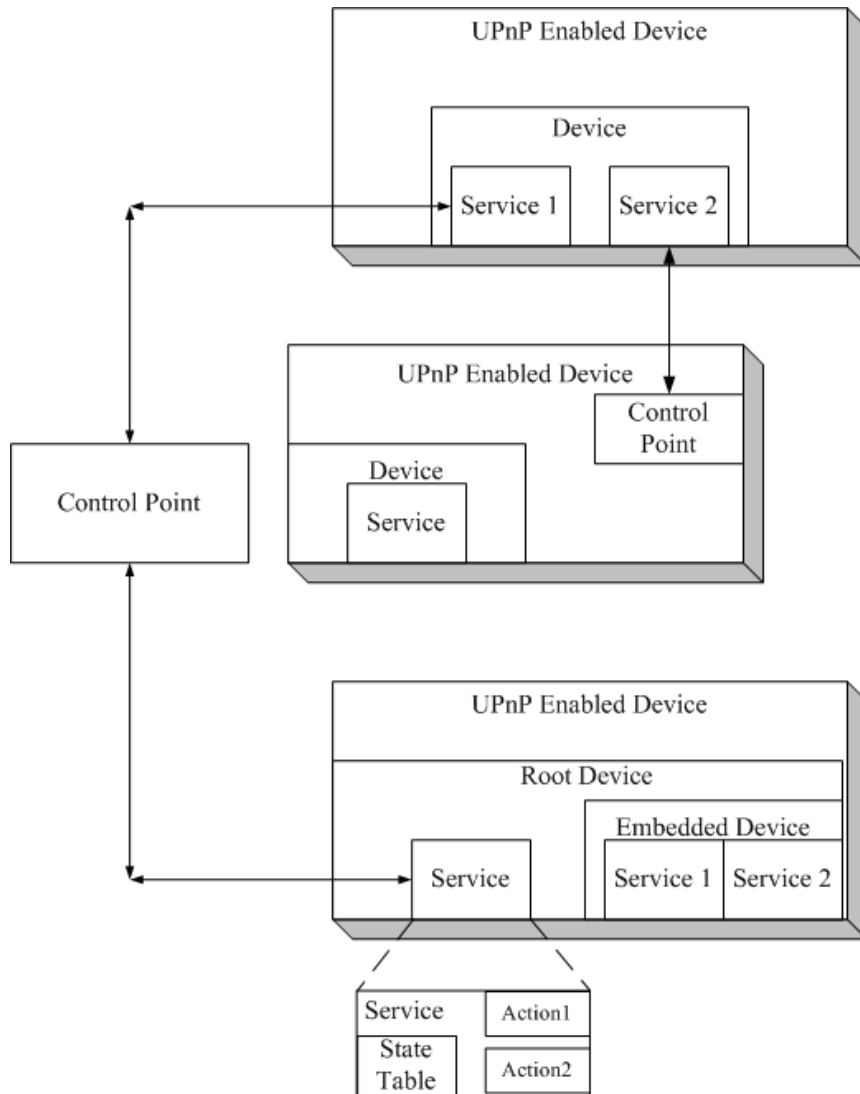 UPnP Enabled Device
Device
Service 1
Service 2
UPnP Enabled Device
Control
Point
Device
Service
Control Point
UPnP Enabled Device
Root Device
Embedded Device
Service
Service 1
Service 2
Service
Action1
State
Table
Action2